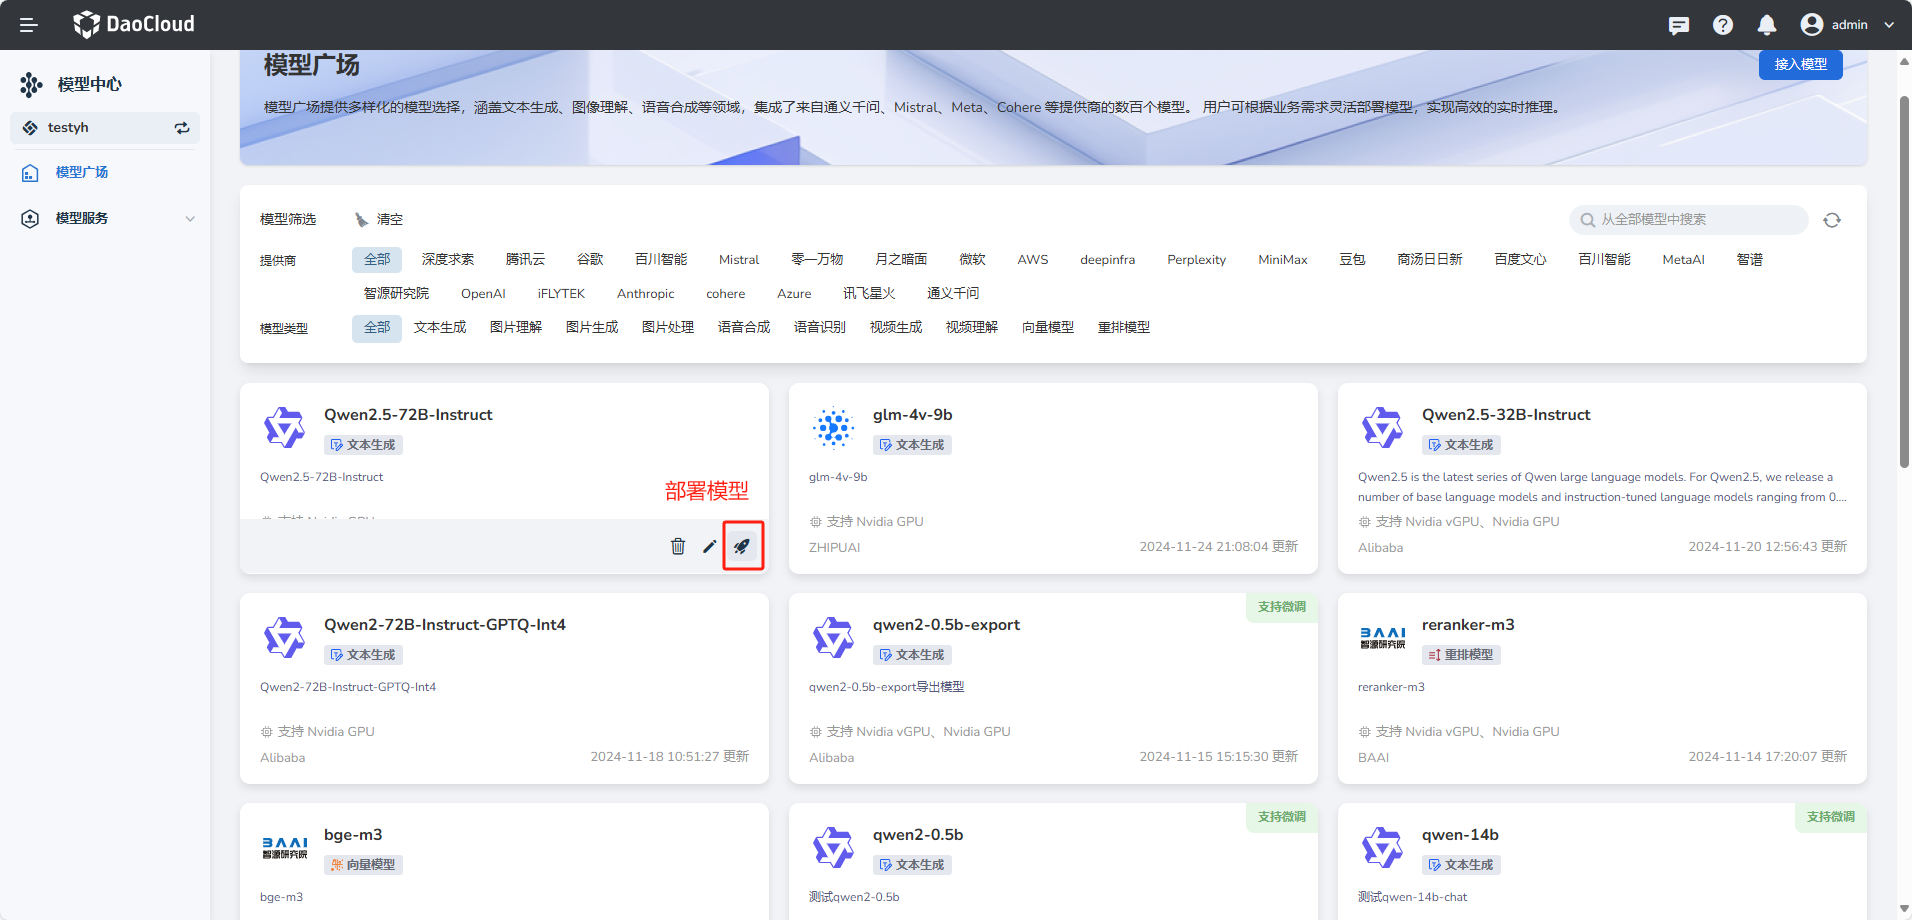 DaoCloud
admin
模型中心
testyh
模型广场
模型服务
模型广场
接入模型
模型广场提供多样化的模型选择，涵盖文本生成、图像理解、语音合成等领域，集成了来自通义千问、Mistral、Meta、Cohere 等提供商的数百个模型。 用户可根据业务需求灵活部署模型，实现高效的实时推理。
模型筛选 清空 从全部模型中搜索
提供商 全部 深度求索 腾讯云 谷歌 百川智能 Mistral 零一万物 月之暗面 微软 AWS deepinfra Perplexity MiniMax 豆包 商汤日日新 百度文心 百川智能 MetaAI 智谱
智源研究院 OpenAI iFLYTEK Anthropic cohere Azure 讯飞星火 通义千问
模型类型 全部 文本生成 图片理解 图片生成 图片处理 语音合成 语音识别 视频生成 视频理解 向量模型 重排模型
Qwen2.5-72B-Instruct
文本生成
Qwen2.5-72B-Instruct
部署模型
支持 Nvidia GPU
glm-4v-9b
文本生成
glm-4v-9b
支持 Nvidia GPU
ZHIPUAI 2024-11-24 21:08:04 更新
Qwen2.5-32B-Instruct
文本生成
Qwen2.5 is the latest series of Qwen large language models. For Qwen2.5, we release a
number of base language models and instruction-tuned language models ranging from 0....
支持 Nvidia vGPU、Nvidia GPU
Alibaba 2024-11-20 12:56:43 更新
Qwen2-72B-Instruct-GPTQ-Int4
文本生成
Qwen2-72B-Instruct-GPTQ-Int4
支持 Nvidia GPU
Alibaba 2024-11-18 10:51:27 更新
支持微调
qwen2-0.5b-export
文本生成
qwen2-0.5b-export导出模型
支持 Nvidia vGPU、Nvidia GPU
Alibaba 2024-11-15 15:15:30 更新
BAAI
智源研究院
reranker-m3
重排模型
reranker-m3
支持 Nvidia vGPU、Nvidia GPU
BAAI 2024-11-14 17:20:07 更新
BAAI
智源研究院
bge-m3
向量模型
bge-m3
支持微调
qwen2-0.5b
文本生成
测试qwen2-0.5b
支持微调
qwen-14b
文本生成
测试qwen-14b-chat